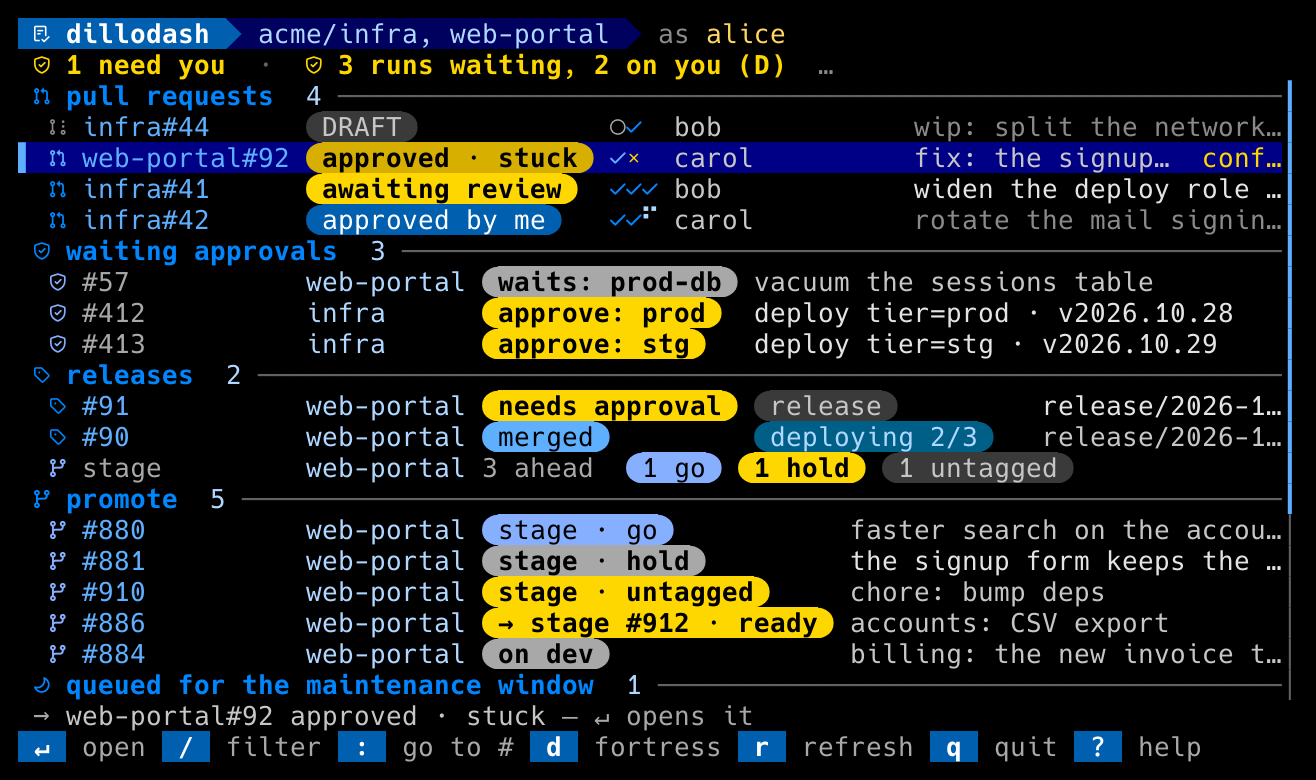 dillodash acme/infra, web-portal as alice
1 need you · 3 runs waiting, 2 on you (D) …
pull requests 4
infra#44 DRAFT bob wip: split the network…
web-portal#92 approved · stuck carol fix: the signup… conf…
infra#41 awaiting review bob widen the deploy role …
infra#42 approved by me carol rotate the mail signin…
waiting approvals 3
#57 web-portal waits: prod-db vacuum the sessions table
#412 infra approve: prod deploy tier=prod · v2026.10.28
#413 infra approve: stg deploy tier=stg · v2026.10.29
releases 2
#91 web-portal needs approval release release/2026-1…
#90 web-portal merged deploying 2/3 release/2026-1…
stage web-portal 3 ahead 1 go 1 hold 1 untagged
promote 5
#880 web-portal stage · go faster search on the accou…
#881 web-portal stage · hold the signup form keeps the …
#910 web-portal stage · untagged chore: bump deps
#886 web-portal → stage #912 · ready accounts: CSV export
#884 web-portal on dev billing: the new invoice t…
queued for the maintenance window 1
→ web-portal#92 approved · stuck — ↵ opens it
↵ open / filter : go to # d fortress r refresh q quit ? help